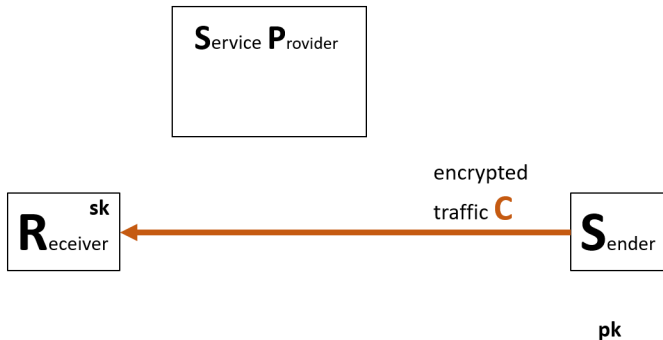 Service Provider
encrypted
traffic C
sk
Receiver
Sender
pk